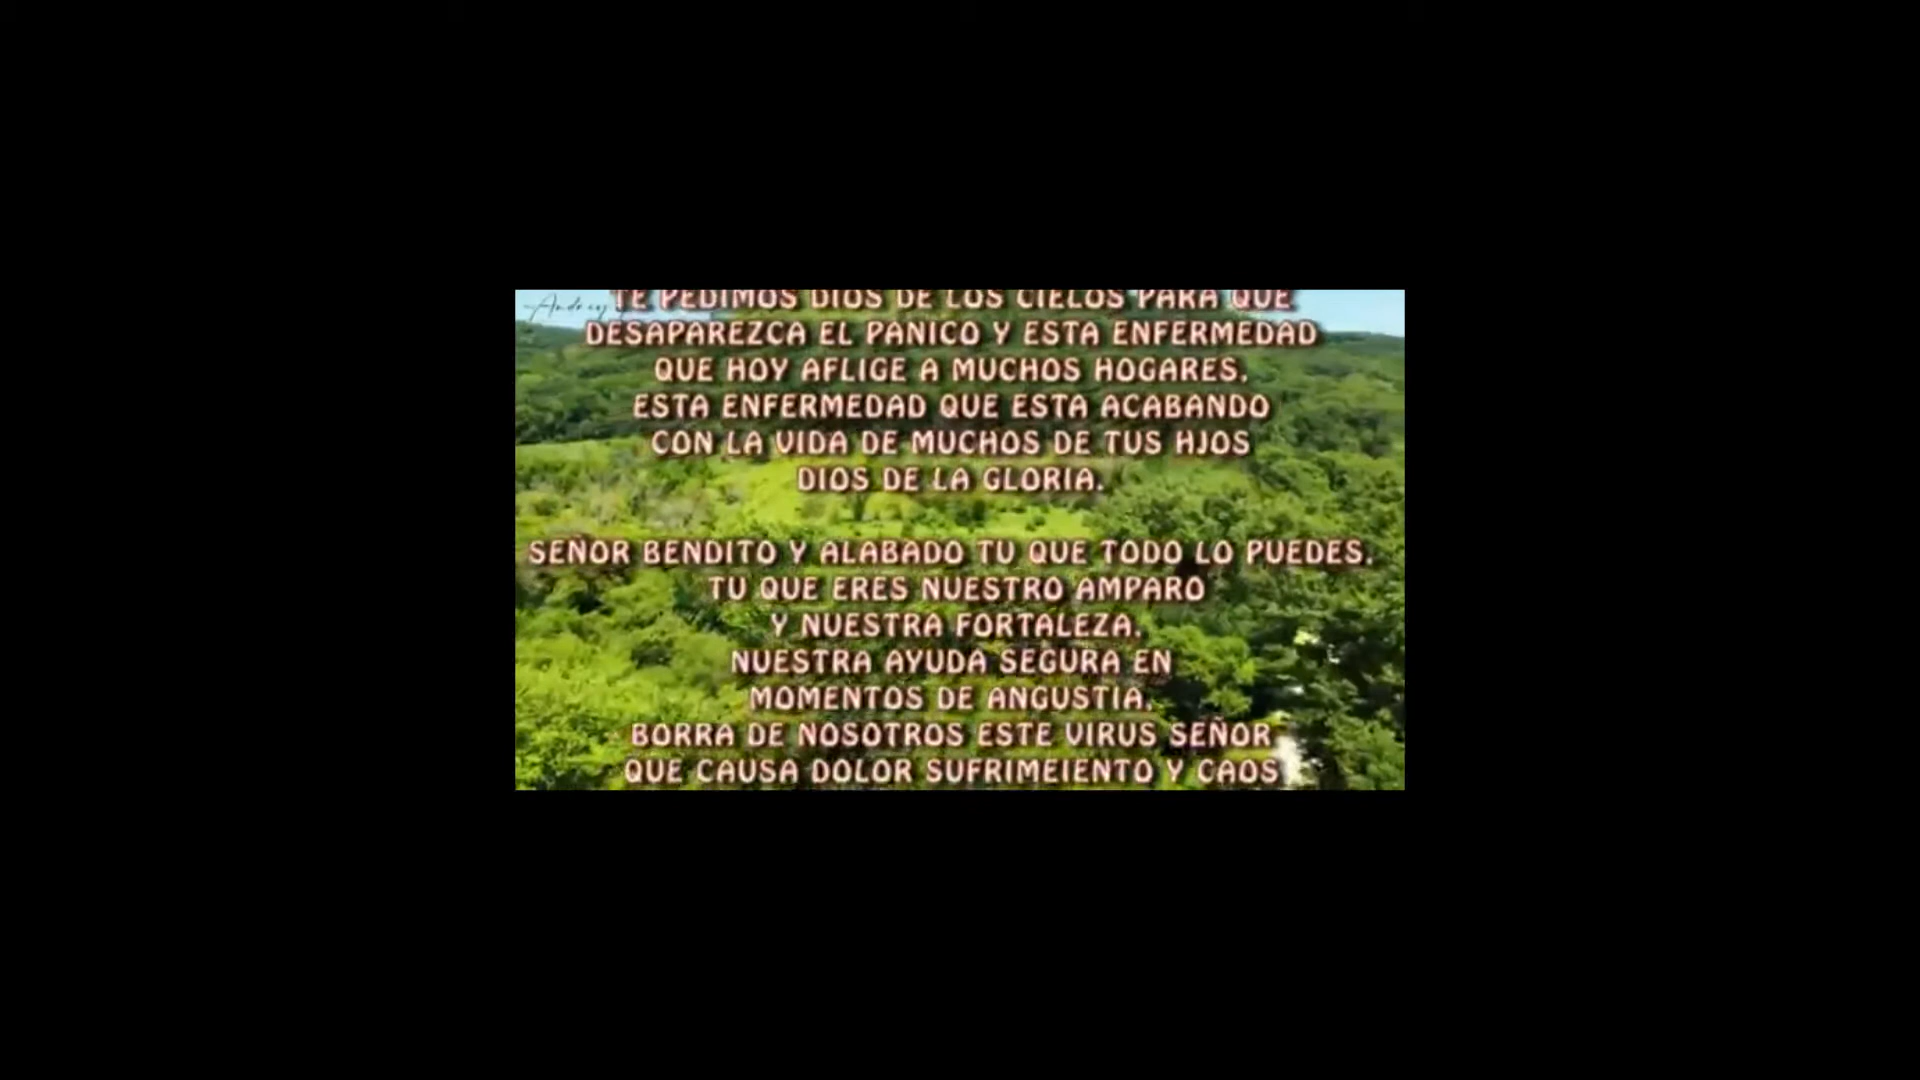 TE PEDIMOS DIOS DE LOS CIELOS PARA QUE
DESAPAREZCA EL PANICO Y ESTA ENFERMEDAD
QUE HOY AFLIGE A MUCHOS HOGARES.
ESTA ENFERMEDAD QUE ESTA ACABANDO
CON LA VIDA DE MUCHOS DE TUS HJOS
DIOS DE LA GLORIA.
SEÑOR BENDITO Y ALABADO TU QUE TODO LO PUEDES.
TU QUE ERES NUESTRO AMPARO
Y NUESTRA FORTALEZA.
NUESTRA AYUDA SEGURA EN
MOMENTOS DE ANGUSTIA.
BORRA DE NOSOTROS ESTE VIRUS SEÑOR
QUE CAUSA DOLOR SUFRIMEIENTO Y CAOS